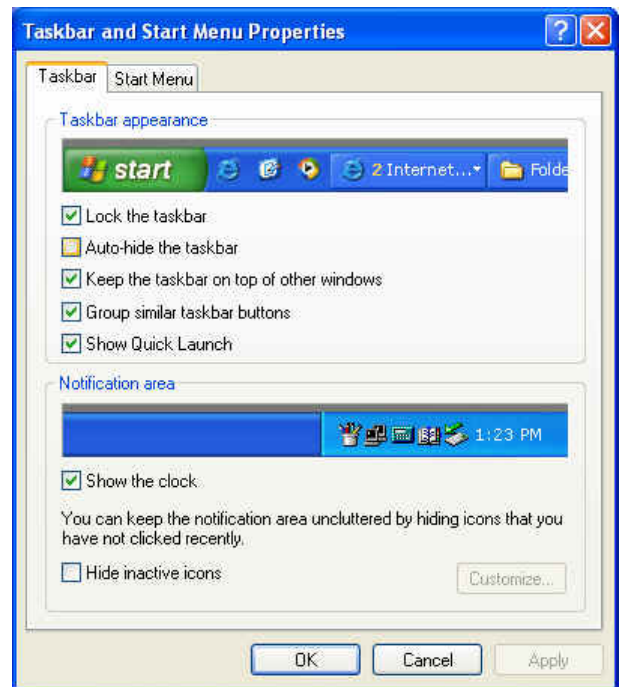 Taskbar and Start Menu Properties
Taskbar
Start Menu
Taskbar appearance
start
2 Internet...
Folde
Lock the taskbar
Auto-hide the taskbar
Keep the taskbar on top of other windows
Group similar taskbar buttons
Show Quick Launch
Notification area
1:23 PM
Show the clock
You can keep the notification area uncluttered by hiding icons that you
have not clicked recently.
Hide inactive icons
Customize...
OK
Cancel
Apply